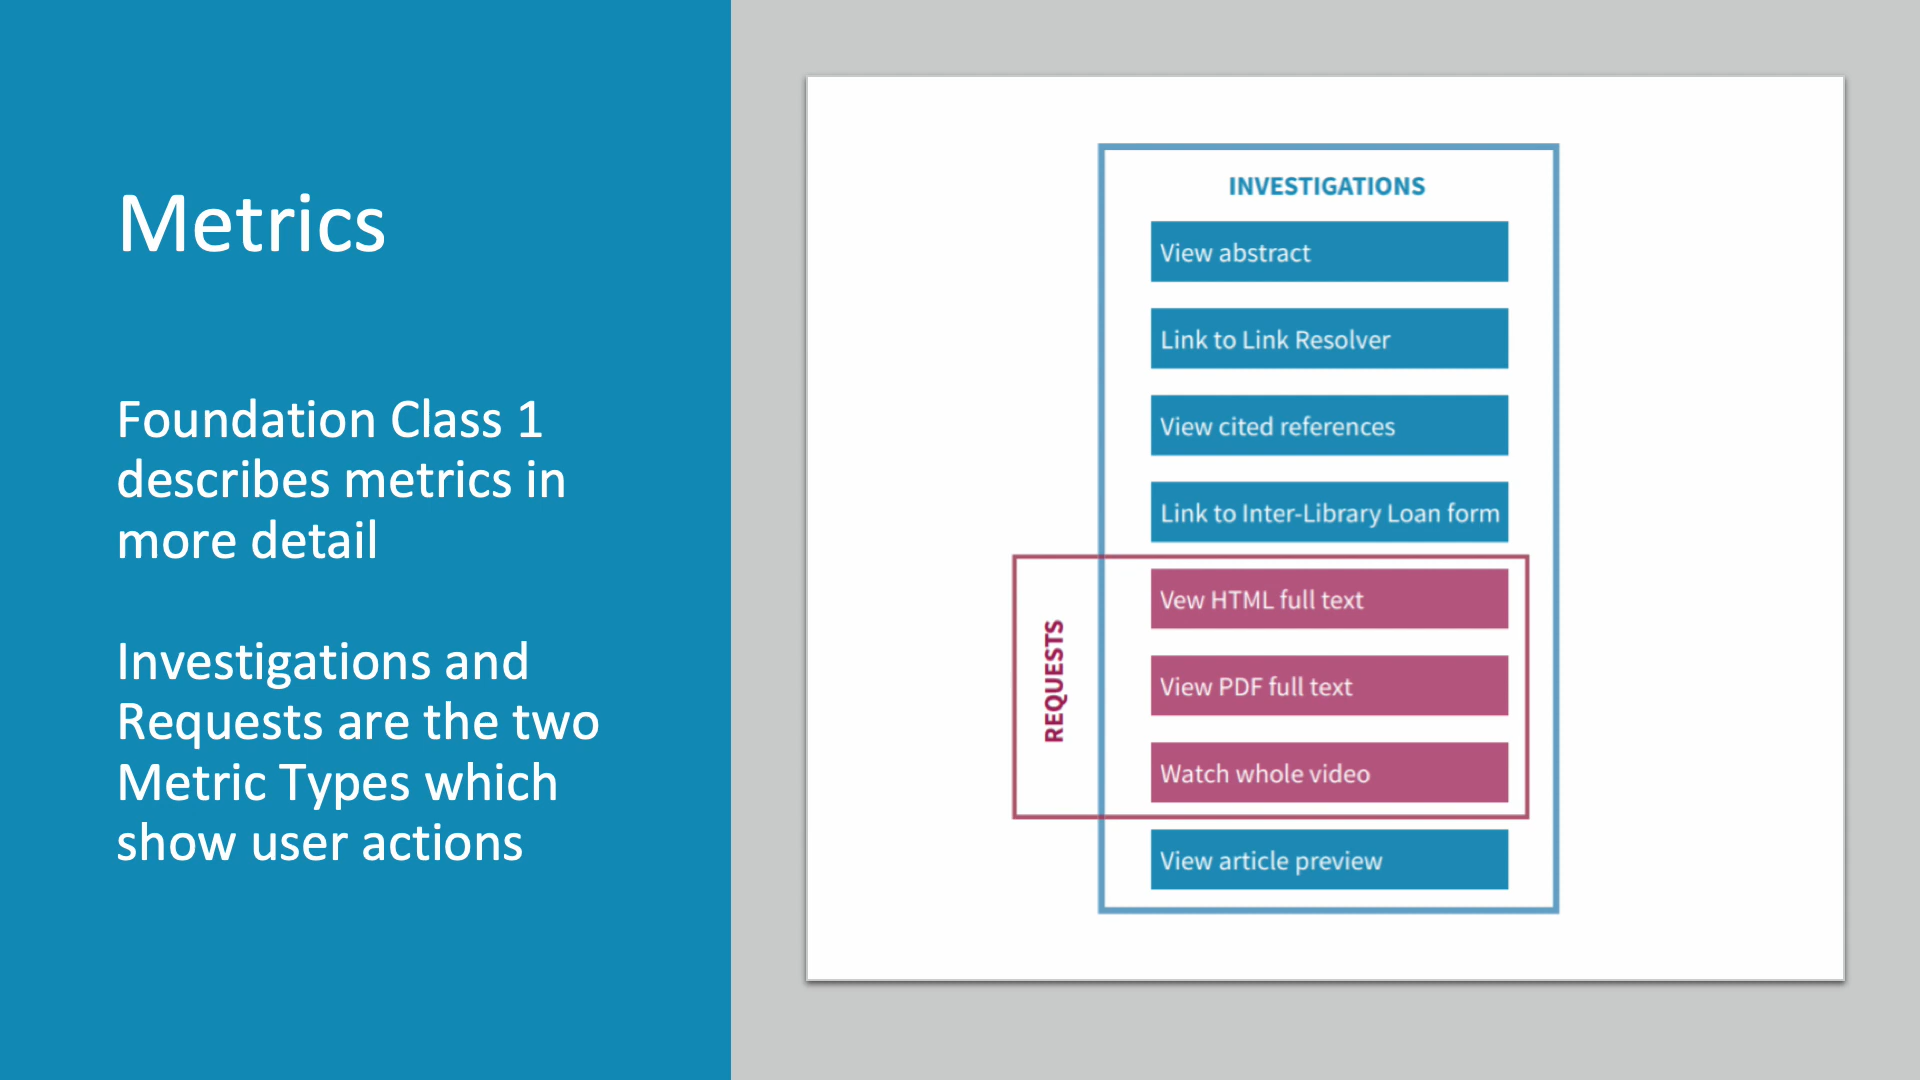 Metrics
Foundation Class 1
describes metrics in
more detail
Investigations and
Requests are the two
Metric Types which
show user actions
INVESTIGATIONS
View abstract
Link to Link Resolver
View cited references
Link to Inter-Library Loan form
REQUESTS
Vew HTML full text
View PDF full text
Watch whole video
View article preview